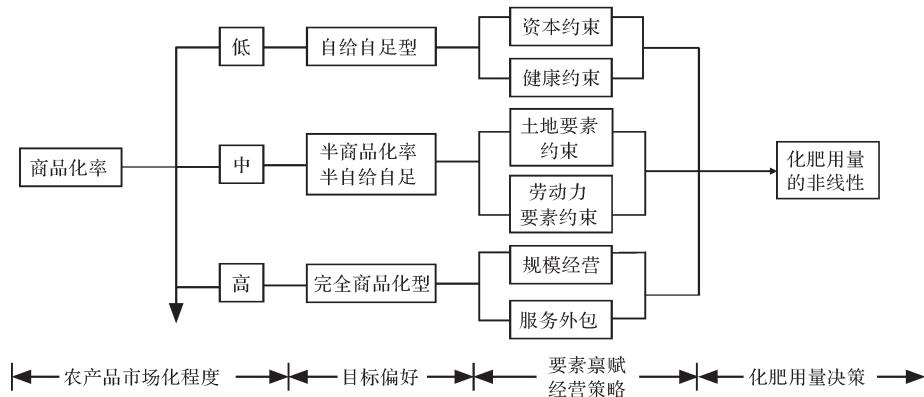 商品化率
低
中
高
自给自足型
半商品化率
半自给自足
完全商品化型
资本约束
健康约束
土地要素
约束
劳动力
要素约束
规模经营
服务外包
化肥用量
的非线性
农产品市场化程度
目标偏好
要素禀赋
经营策略
化肥用量决策